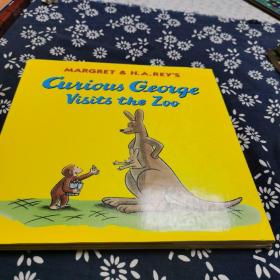 MARGRET & H.A.REY'S
Curious George
Visits the Zoo